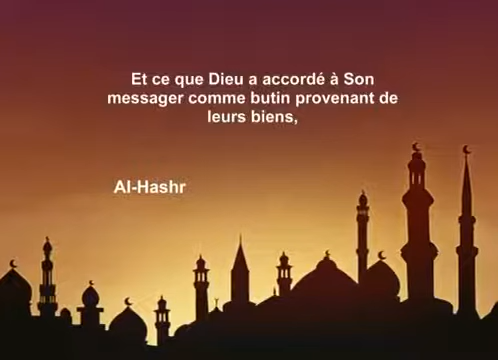 Et ce que Dieu a accordé à Son
messager comme butin provenant de
leurs biens,
Al-Hashr